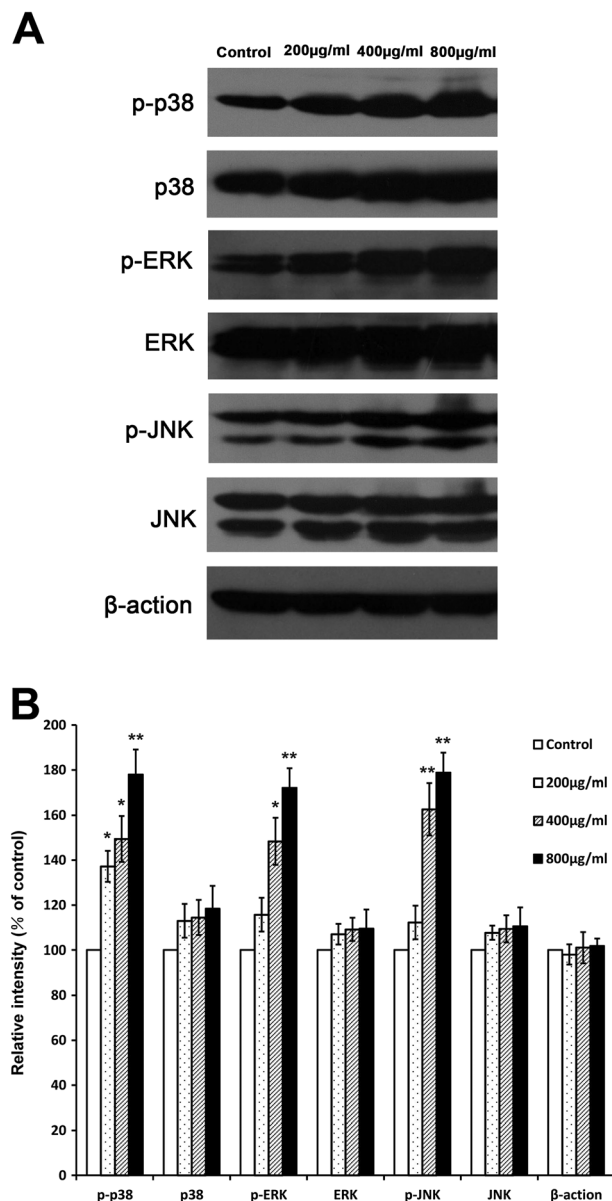 A
Control 200µg/ml 400µg/ml 800µg/ml
p-p38
p38
p-ERK
ERK
p-JNK
JNK
β-action
B
Relative intensity (% of control)
200
180
160
140
120
100
80
60
40
20
0
* * **
* **
** **
Control
200µg/ml
400µg/ml
800µg/ml
p-p38 p38 p-ERK ERK p-JNK JNK β-action